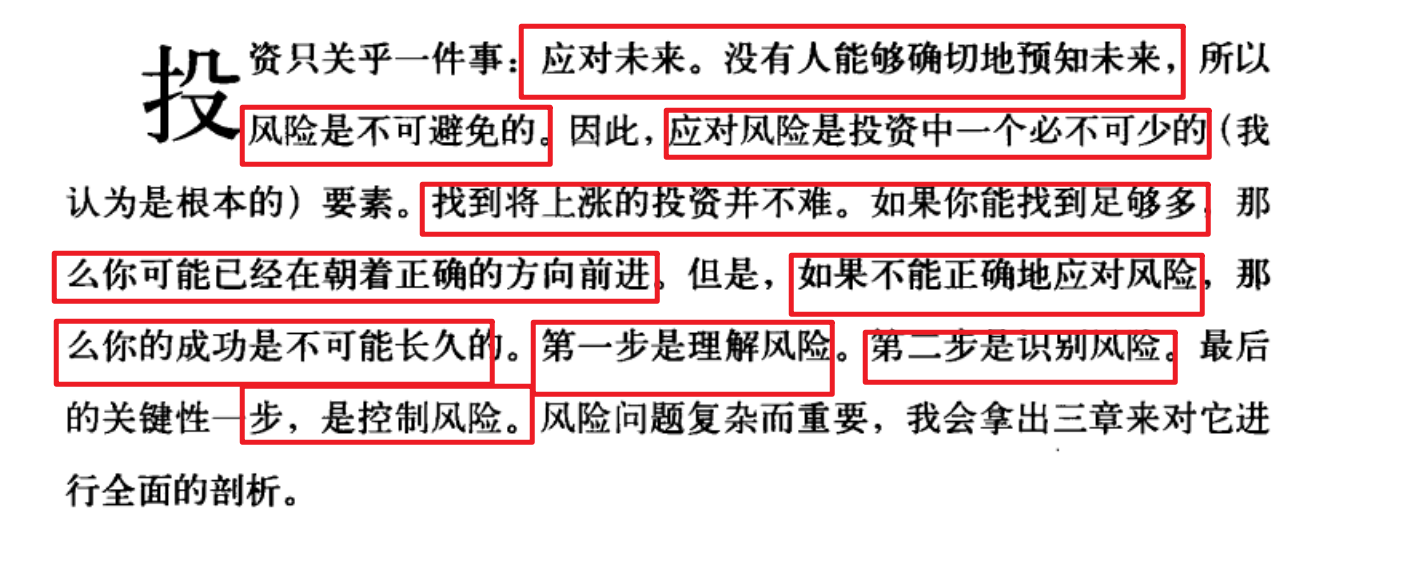 投资只关乎一件事：应对未来。没有人能够确切地预知未来，所以
风险是不可避免的。因此，应对风险是投资中一个必不可少的（我
认为是根本的）要素。找到将上涨的投资并不难。如果你能找到足够多，那
么你可能已经在朝着正确的方向前进。但是，如果不能正确地应对风险，那
么你的成功是不可能长久的。第一步是理解风险。第二步是识别风险。最后
的关键性一步，是控制风险。风险问题复杂而重要，我会拿出三章来对它进
行全面的剖析。